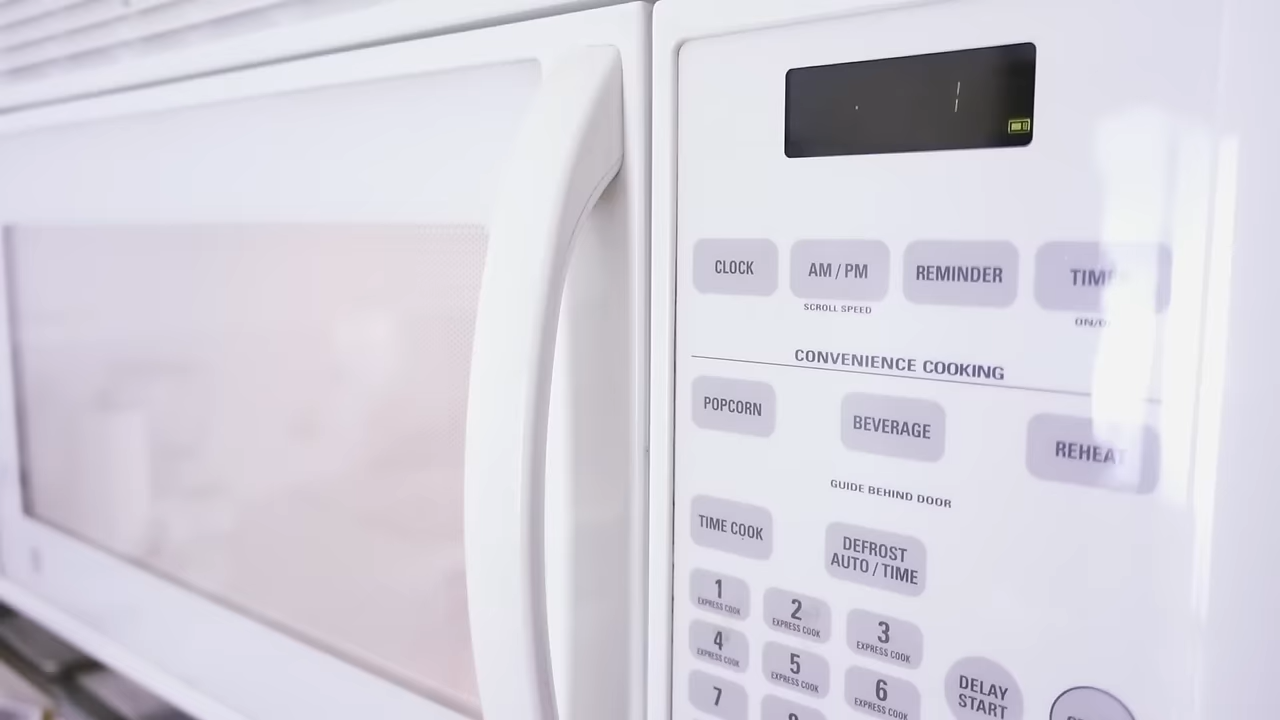 CLOCK
AM / PM
REMINDER
SCROLL SPEED
CONVENIENCE COOKING
POPCORN
BEVERAGE
REHEAT
GUIDE BEHIND DOOR
TIME COOK
DEFROST
AUTO / TIME
1
EXPRESS COOK
2
EXPRESS COOK
3
EXPRESS COOK
4
EXPRESS COOK
5
EXPRESS COOK
6
EXPRESS COOK
DELAY
START
7